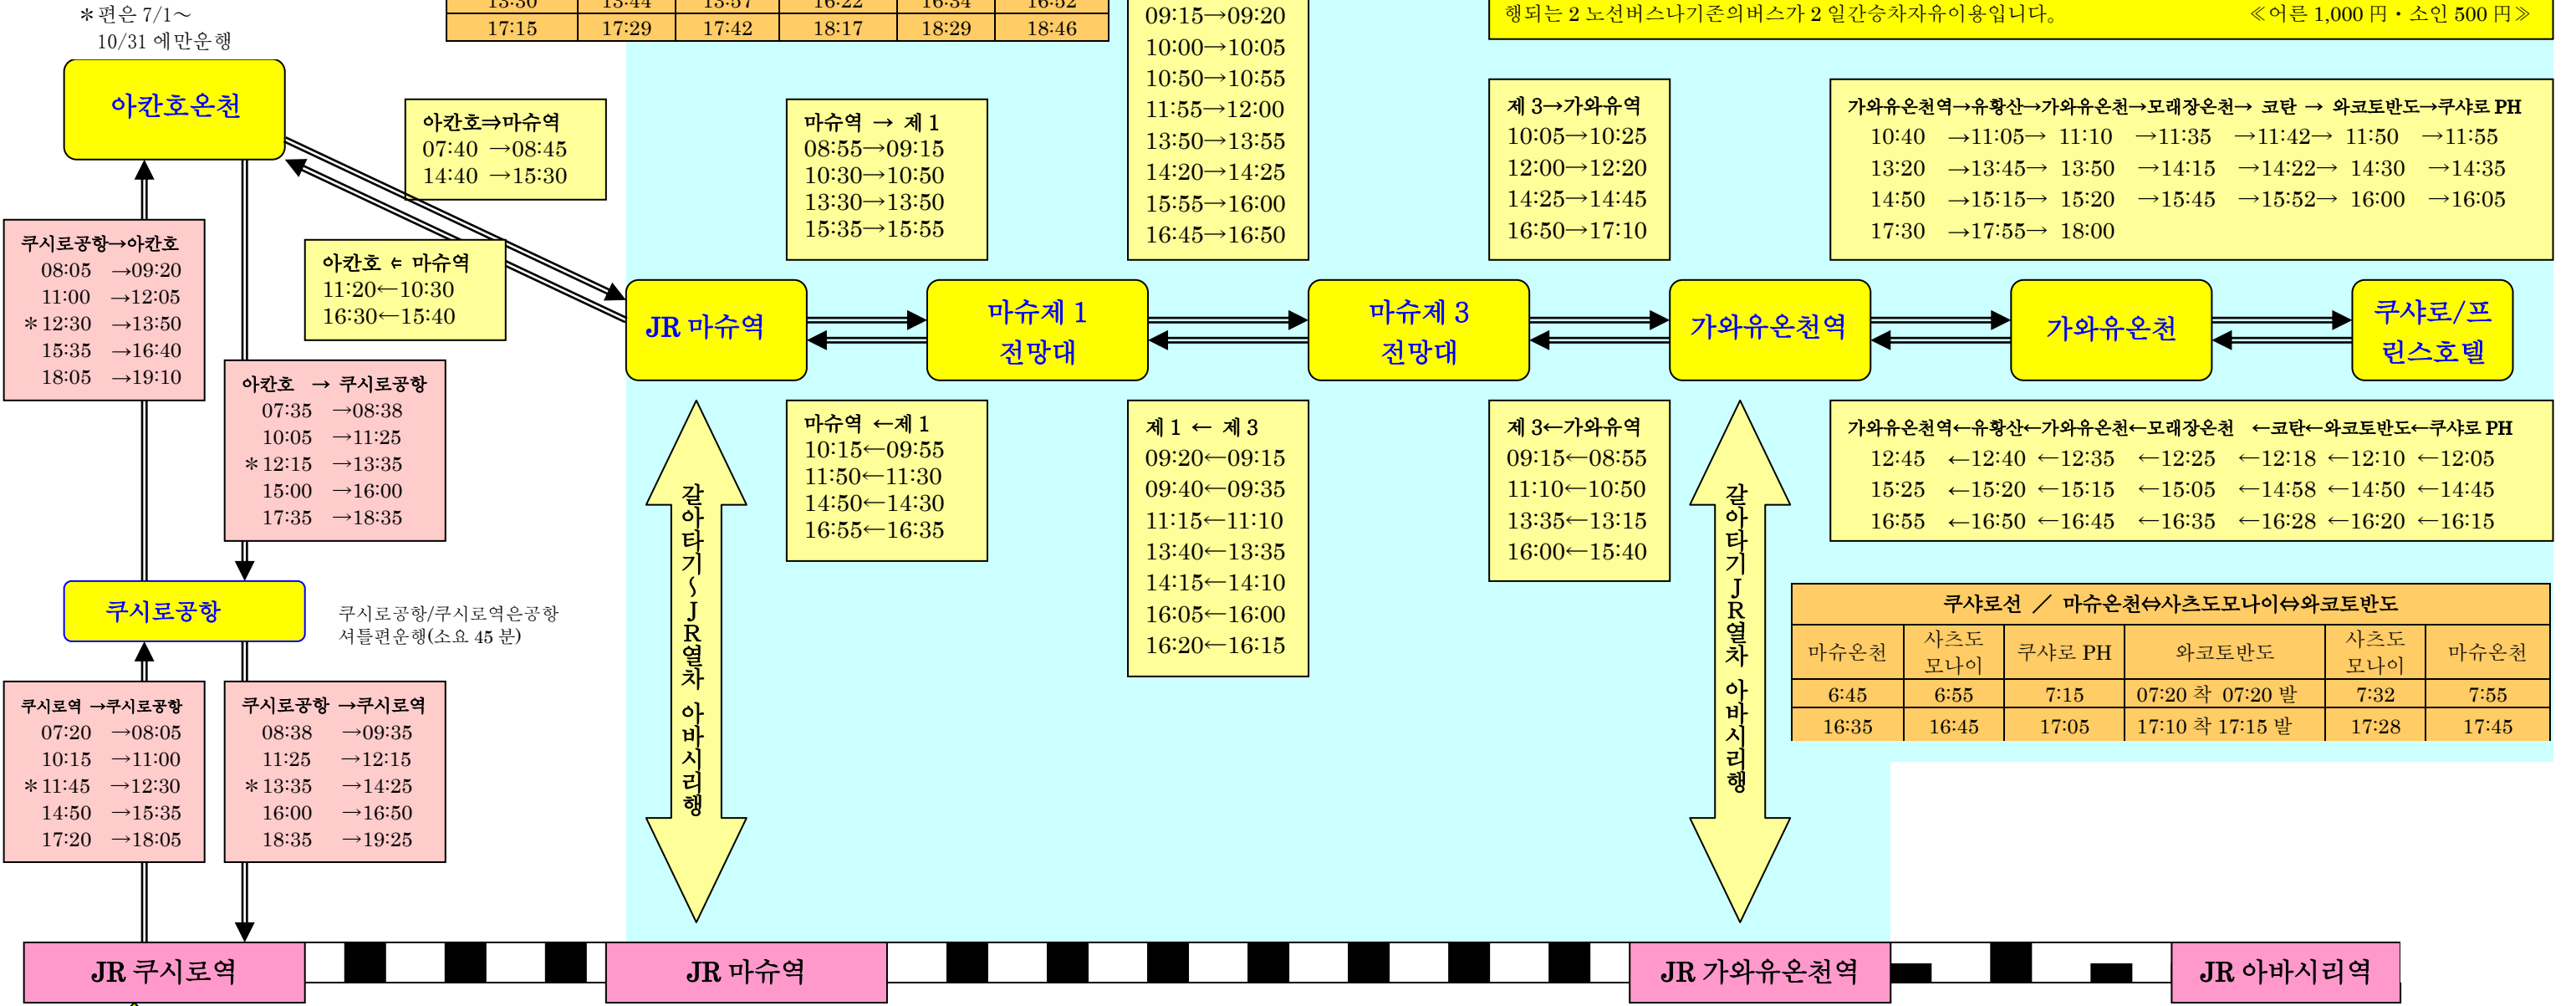 ＊편은 7/1～
10/31 에만운행
13:30 13:44 13:57 16:22 16:34 16:52
17:15 17:29 17:42 18:17 18:29 18:46
09:15→09:20
10:00→10:05
10:50→10:55
11:55→12:00
13:50→13:55
14:20→14:25
15:55→16:00
16:45→16:50
행되는 2 노선버스나기존의버스가 2 일간승차자유이용입니다. ≪어른 1,000 円・소인 500 円≫
아칸호온천
아칸호⇒마슈역
07:40 →08:45
14:40 →15:30
마슈역 → 제 1
08:55→09:15
10:30→10:50
13:30→13:50
15:35→15:55
제 3→가와유역
10:05→10:25
12:00→12:20
14:25→14:45
16:50→17:10
가와유온천역→유황산→가와유온천→모래장온천→ 코탄 → 와코토반도→쿠샤로 PH
10:40 →11:05→ 11:10 →11:35 →11:42→ 11:50 →11:55
13:20 →13:45→ 13:50 →14:15 →14:22→ 14:30 →14:35
14:50 →15:15→ 15:20 →15:45 →15:52→ 16:00 →16:05
17:30 →17:55→ 18:00
쿠시로공항→아칸호
08:05 →09:20
11:00 →12:05
＊12:30 →13:50
15:35 →16:40
18:05 →19:10
아칸호 ⇐ 마슈역
11:20←10:30
16:30←15:40
JR 마슈역
마슈제 1
전망대
마슈제 3
전망대
가와유온천역
가와유온천
쿠샤로/프
린스호텔
아칸호 → 쿠시로공항
07:35 →08:38
10:05 →11:25
＊12:15 →13:35
15:00 →16:00
17:35 →18:35
마슈역 ←제 1
10:15←09:55
11:50←11:30
14:50←14:30
16:55←16:35
제 1 ← 제 3
09:20←09:15
09:40←09:35
11:15←11:10
13:40←13:35
14:15←14:10
16:05←16:00
16:20←16:15
제 3←가와유역
09:15←08:55
11:10←10:50
13:35←13:15
16:00←15:40
가와유온천역←유황산←가와유온천←모래장온천 ←코탄←와코토반도←쿠샤로 PH
12:45 ←12:40 ←12:35 ←12:25 ←12:18 ←12:10 ←12:05
15:25 ←15:20 ←15:15 ←15:05 ←14:58 ←14:50 ←14:45
16:55 ←16:50 ←16:45 ←16:35 ←16:28 ←16:20 ←16:15
갈아타기～JR열차 아바시리행
갈아타기JR열차 아바시리행
쿠시로공항
쿠시로공항/쿠시로역은공항
셔틀편운행(소요 45 분)
쿠샤로선 ／ 마슈온천⇔사츠도모나이⇔와코토반도
마슈온천 사츠도 모나이 쿠샤로 PH 와코토반도 사츠도 모나이 마슈온천
6:45 6:55 7:15 07:20 착 07:20 발 7:32 7:55
16:35 16:45 17:05 17:10 착 17:15 발 17:28 17:45
쿠시로역 →쿠시로공항
07:20 →08:05
10:15 →11:00
＊11:45 →12:30
14:50 →15:35
17:20 →18:05
쿠시로공항 →쿠시로역
08:38 →09:35
11:25 →12:15
＊13:35 →14:25
16:00 →16:50
18:35 →19:25
JR 쿠시로역
JR 마슈역
JR 가와유온천역
JR 아바시리역